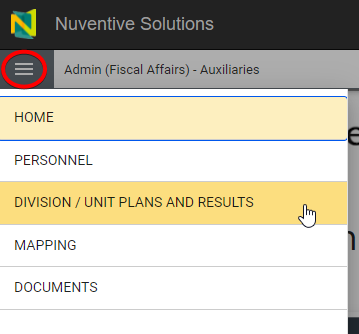 Nuventive Solutions
Admin (Fiscal Affairs) - Auxiliaries
HOME
PERSONNEL
DIVISION / UNIT PLANS AND RESULTS
MAPPING
DOCUMENTS